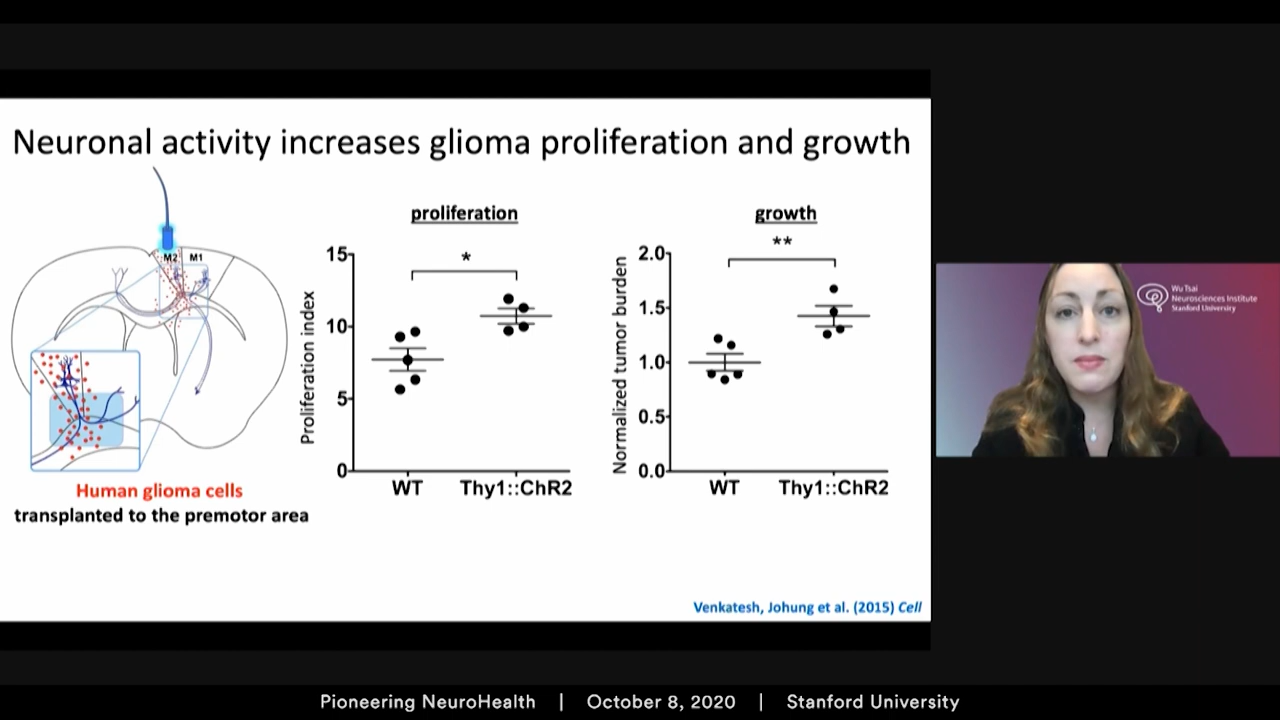 Neuronal activity increases glioma proliferation and growth
M2 M1
Human glioma cells
transplanted to the premotor area
proliferation
*
Proliferation index
15
10
5
0
WT Thy1::ChR2
growth
**
Normalized tumor burden
2.0
1.5
1.0
0.5
0.0
WT Thy1::ChR2
Venkatesh, Johung et al. (2015) Cell
Wu Tsai
Neurosciences Institute
Stanford University
Pioneering NeuroHealth | October 8, 2020 | Stanford University